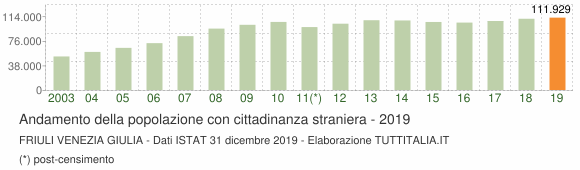 111.929
114.000
76.000
38.000
0
2003 04 05 06 07 08 09 10 11(*) 12 13 14 15 16 17 18 19
Andamento della popolazione con cittadinanza straniera - 2019
FRIULI VENEZIA GIULIA - Dati ISTAT 31 dicembre 2019 - Elaborazione TUTTITALIA.IT
(*) post-censimento